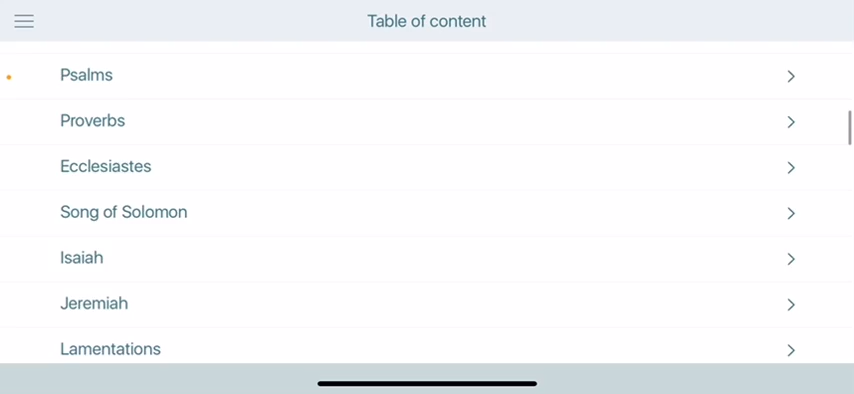 Table of content
Psalms
Proverbs
Ecclesiastes
Song of Solomon
Isaiah
Jeremiah
Lamentations